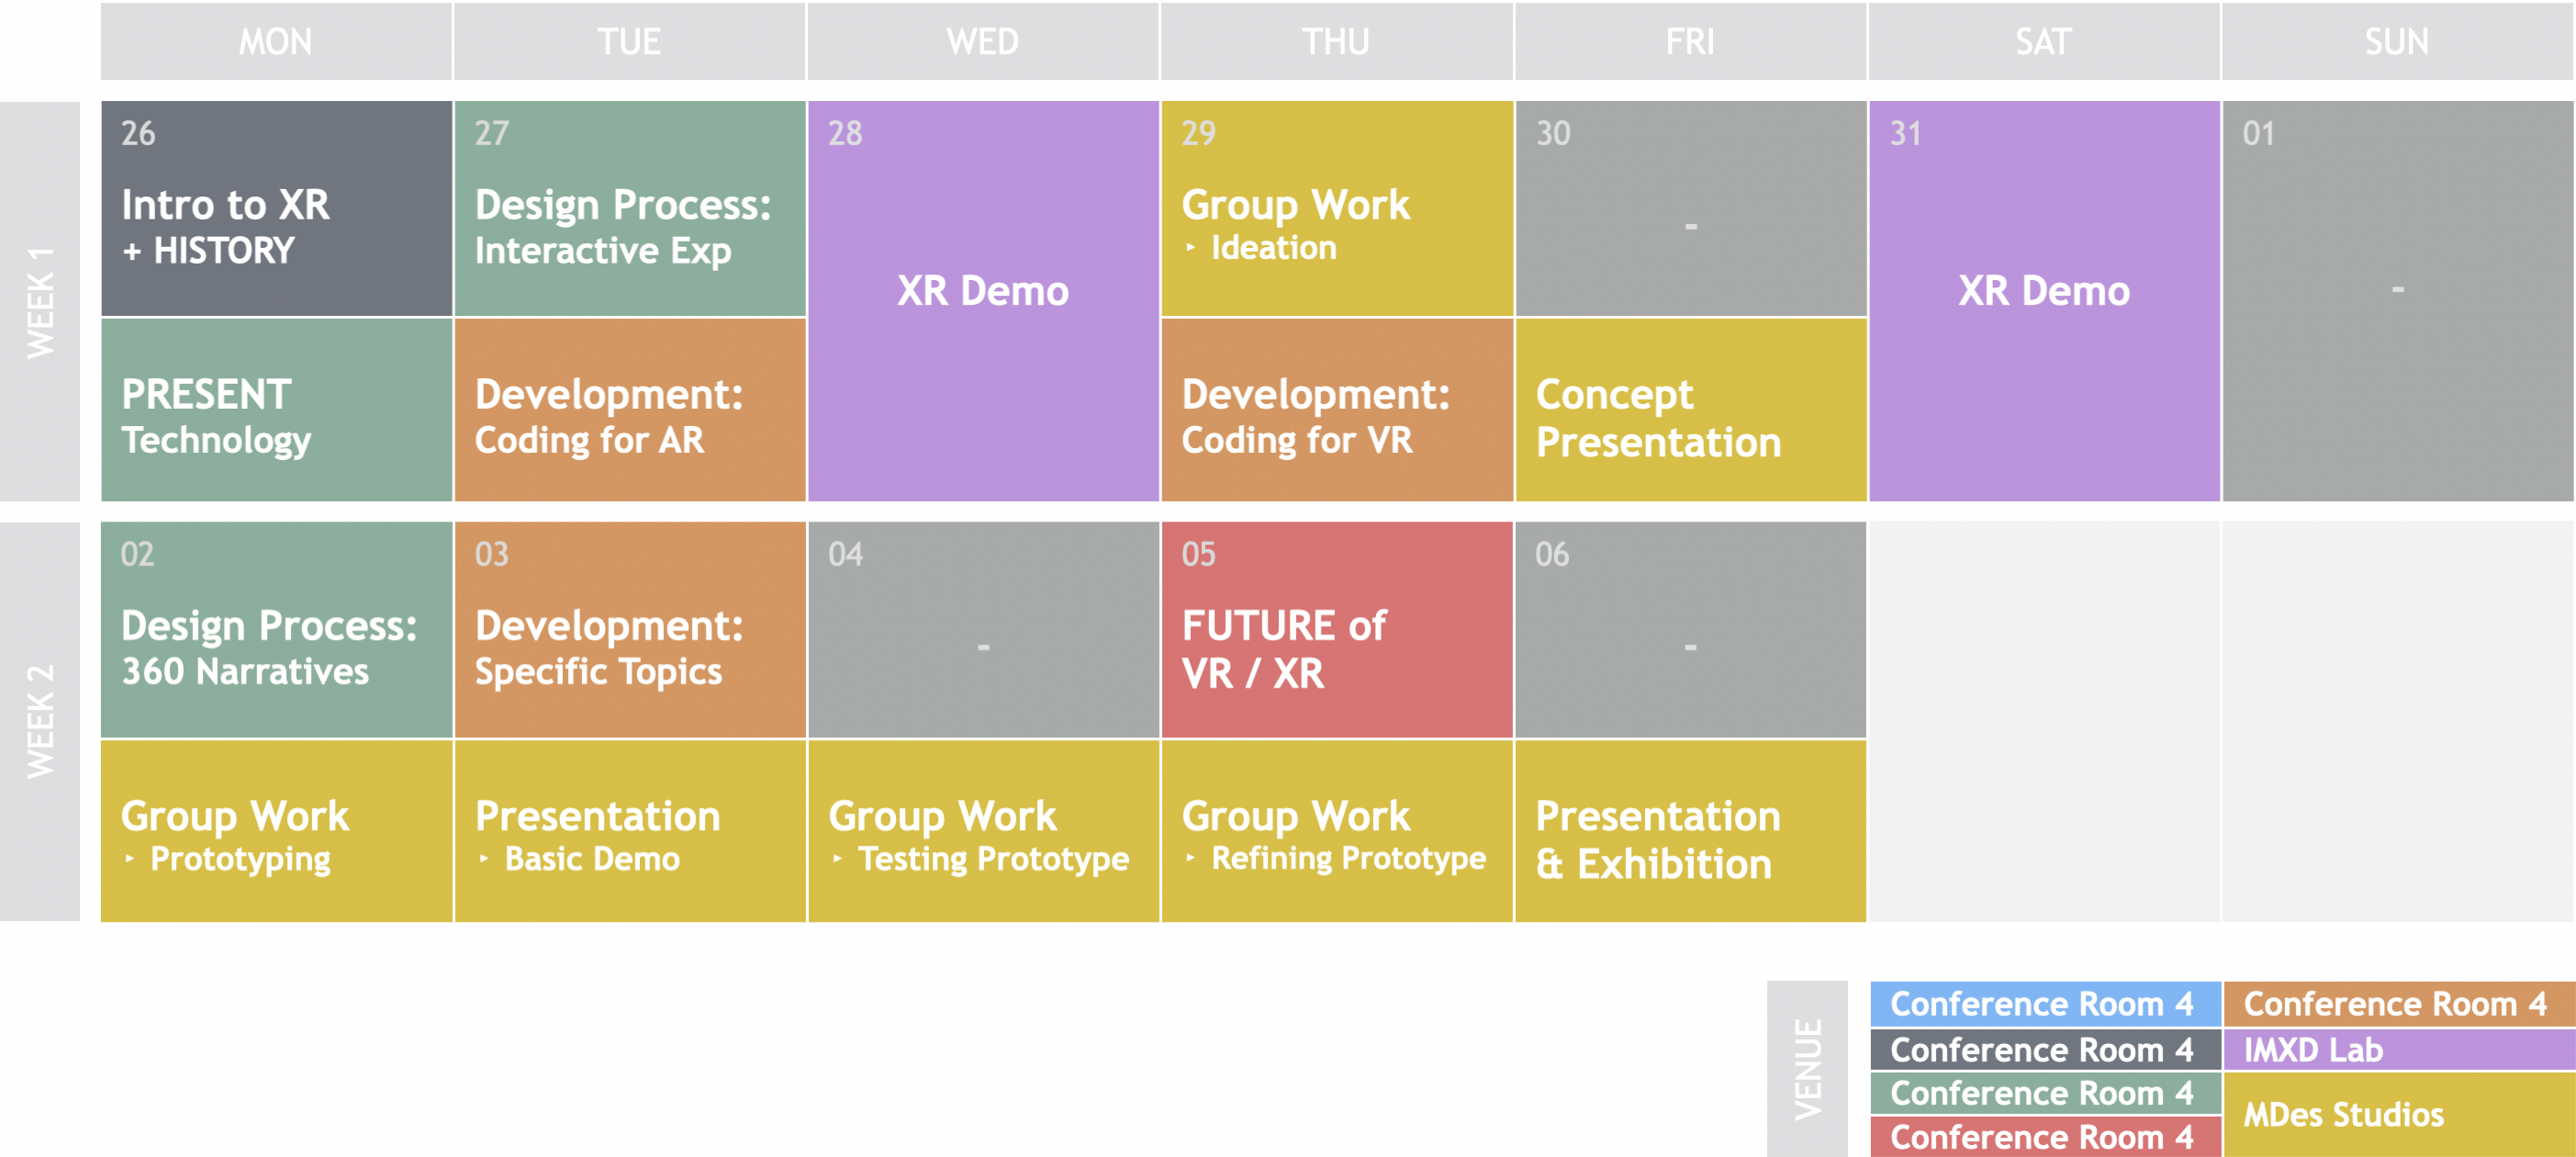 MON
TUE
WED
THU
FRI
SAT
SUN
WEEK 1
26
Intro to XR
+ HISTORY
PRESENT
Technology
27
Design Process:
Interactive Exp
Development:
Coding for AR
28
XR Demo
29
Group Work
‣ Ideation
Development:
Coding for VR
30
-
Concept
Presentation
31
XR Demo
01
-
WEEK 2
02
Design Process:
360 Narratives
Group Work
‣ Prototyping
03
Development:
Specific Topics
Presentation
‣ Basic Demo
04
-
Group Work
‣ Testing Prototype
05
FUTURE of
VR / XR
Group Work
‣ Refining Prototype
06
-
Presentation
& Exhibition
VENUE
Conference Room 4
Conference Room 4
Conference Room 4
Conference Room 4
Conference Room 4
IMXD Lab
MDes Studios